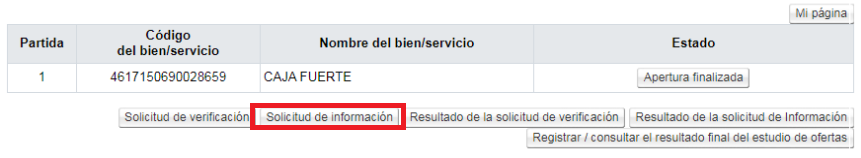 Mi página
Partida Código del bien/servicio Nombre del bien/servicio Estado
1 4617150690028659 CAJA FUERTE Apertura finalizada
Solicitud de verificación Solicitud de información Resultado de la solicitud de verificación Resultado de la solicitud de Información
Registrar / consultar el resultado final del estudio de ofertas